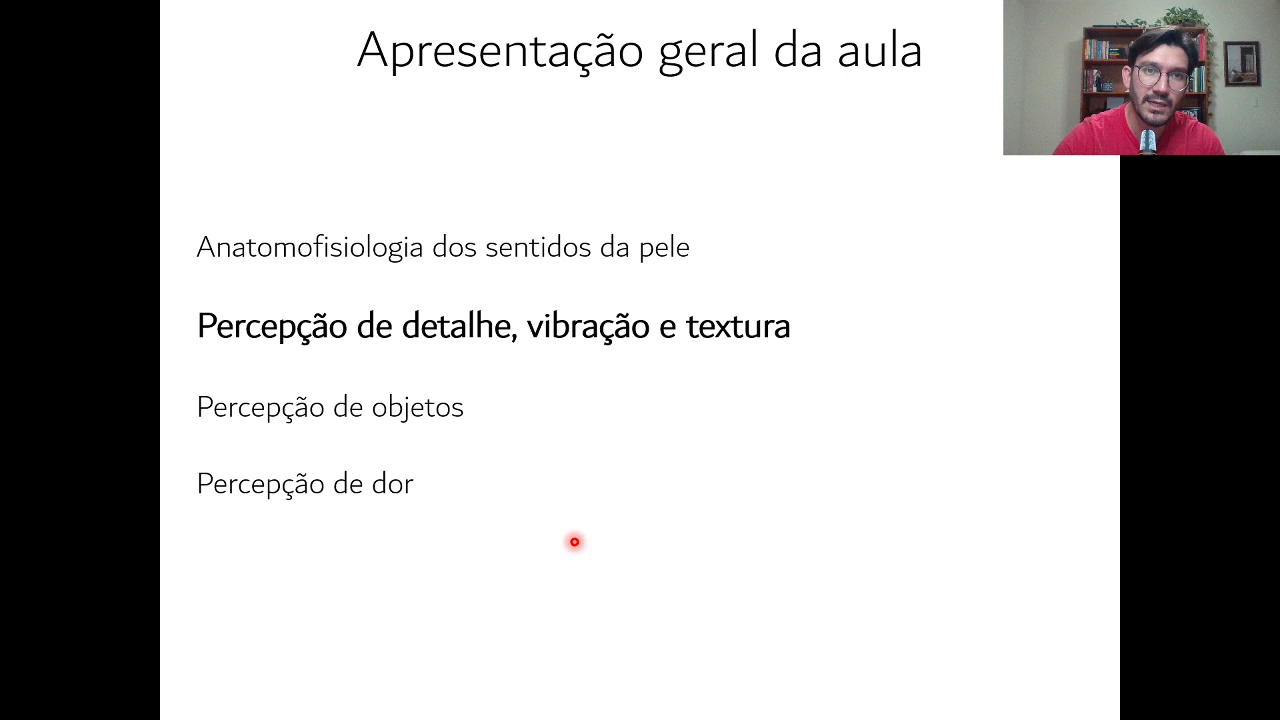 Apresentação geral da aula
Anatomofisiologia dos sentidos da pele
Percepção de detalhe, vibração e textura
Percepção de objetos
Percepção de dor